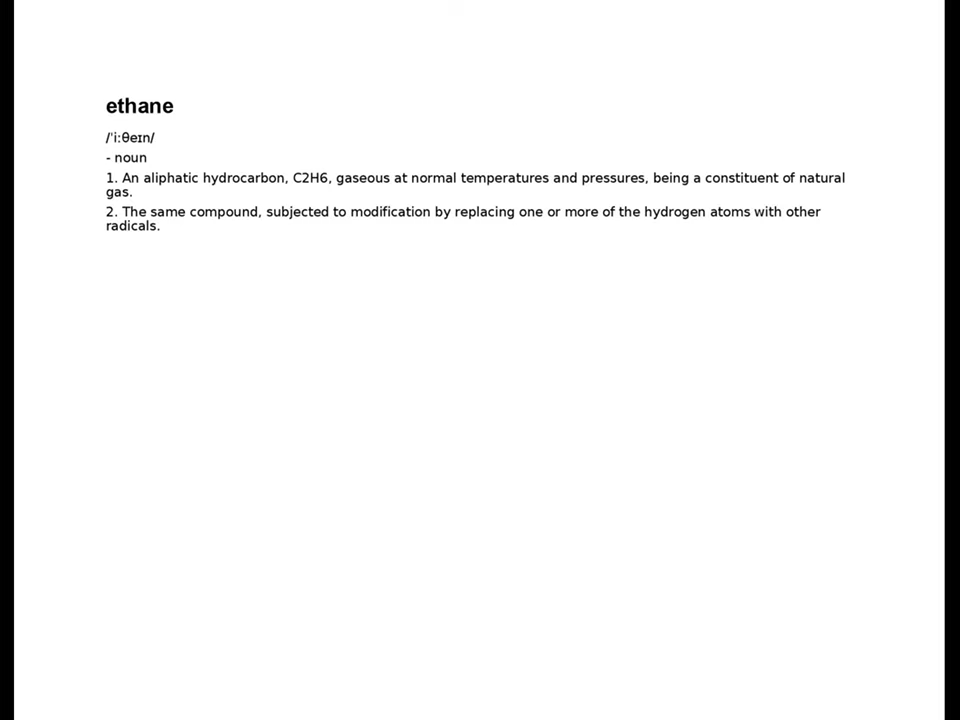 ethane
/ˈiːθeɪn/
- noun
1. An aliphatic hydrocarbon, C2H6, gaseous at normal temperatures and pressures, being a constituent of natural
gas.
2. The same compound, subjected to modification by replacing one or more of the hydrogen atoms with other
radicals.